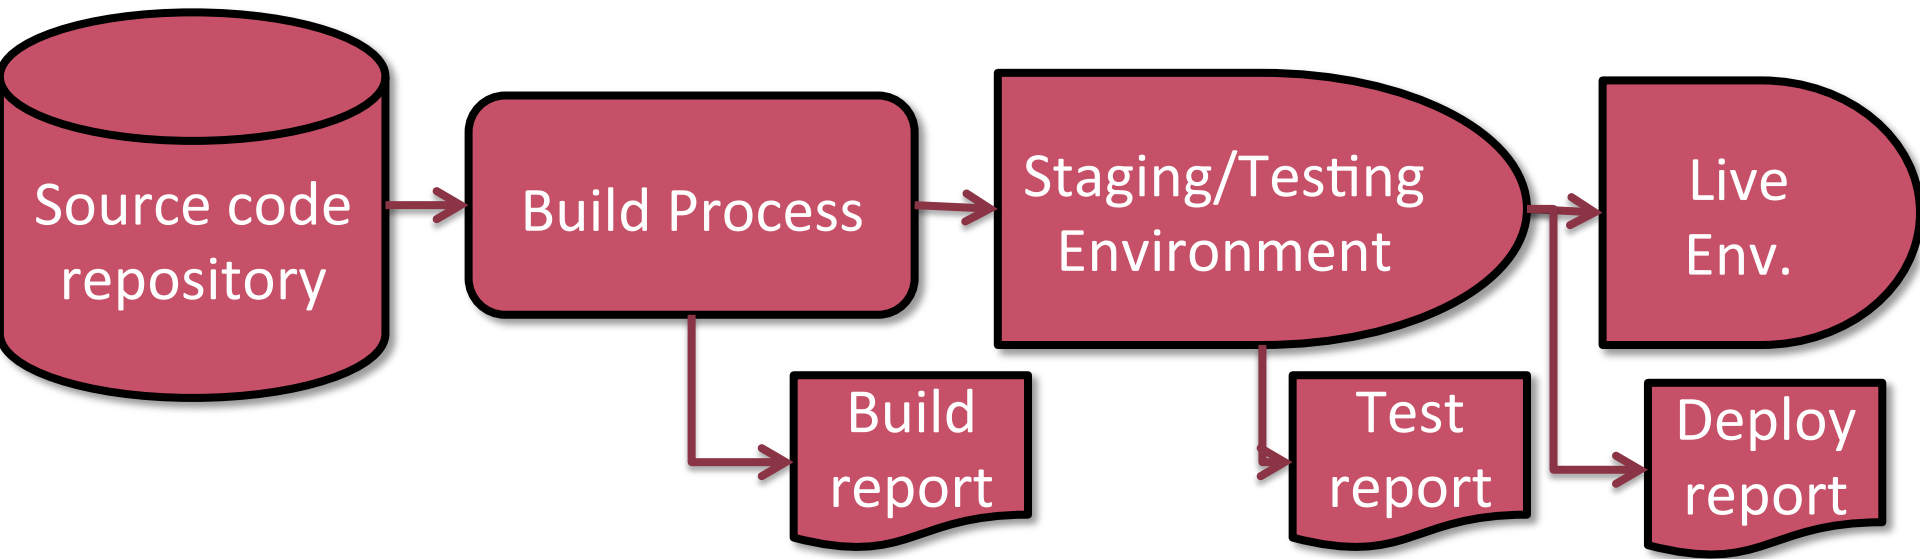 Source code
repository
Build Process
Staging/Testing
Environment
Live
Env.
Build
report
Test
report
Deploy
report